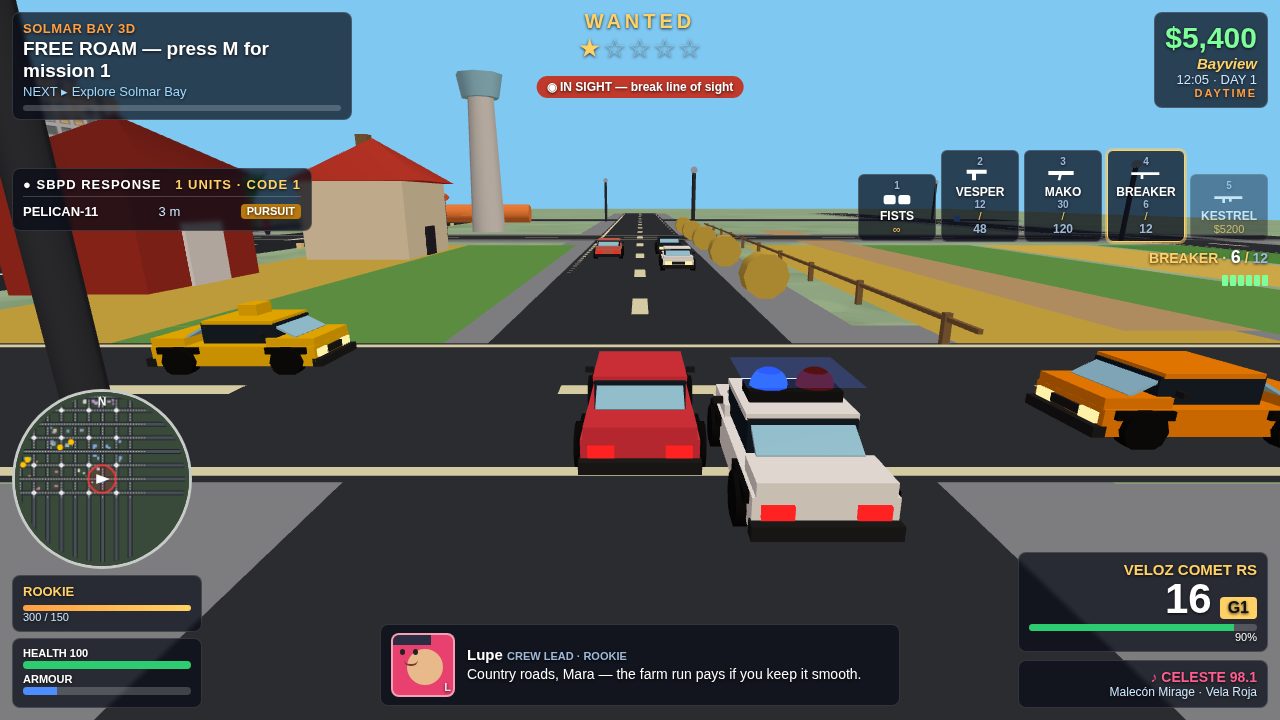 SOLMAR BAY 3D
FREE ROAM — press M for
mission 1
NEXT ▸ Explore Solmar Bay
WANTED
★☆☆☆☆
◉ IN SIGHT — break line of sight
$5,400
Bayview
12:05 · DAY 1
DAYTIME
● SBPD RESPONSE 1 UNITS · CODE 1
PELICAN-11 3 m PURSUIT
1
FISTS
∞
2
VESPER
12
/
48
3
MAKO
30
/
120
4
BREAKER
6
/
12
5
KESTREL
$5200
BREAKER · 6 / 12
N
ROOKIE
300 / 150
HEALTH 100
ARMOUR
L
Lupe CREW LEAD · ROOKIE
Country roads, Mara — the farm run pays if you keep it smooth.
VELOZ COMET RS
16 G1
90%
♪ CELESTE 98.1
Malecón Mirage · Vela Roja